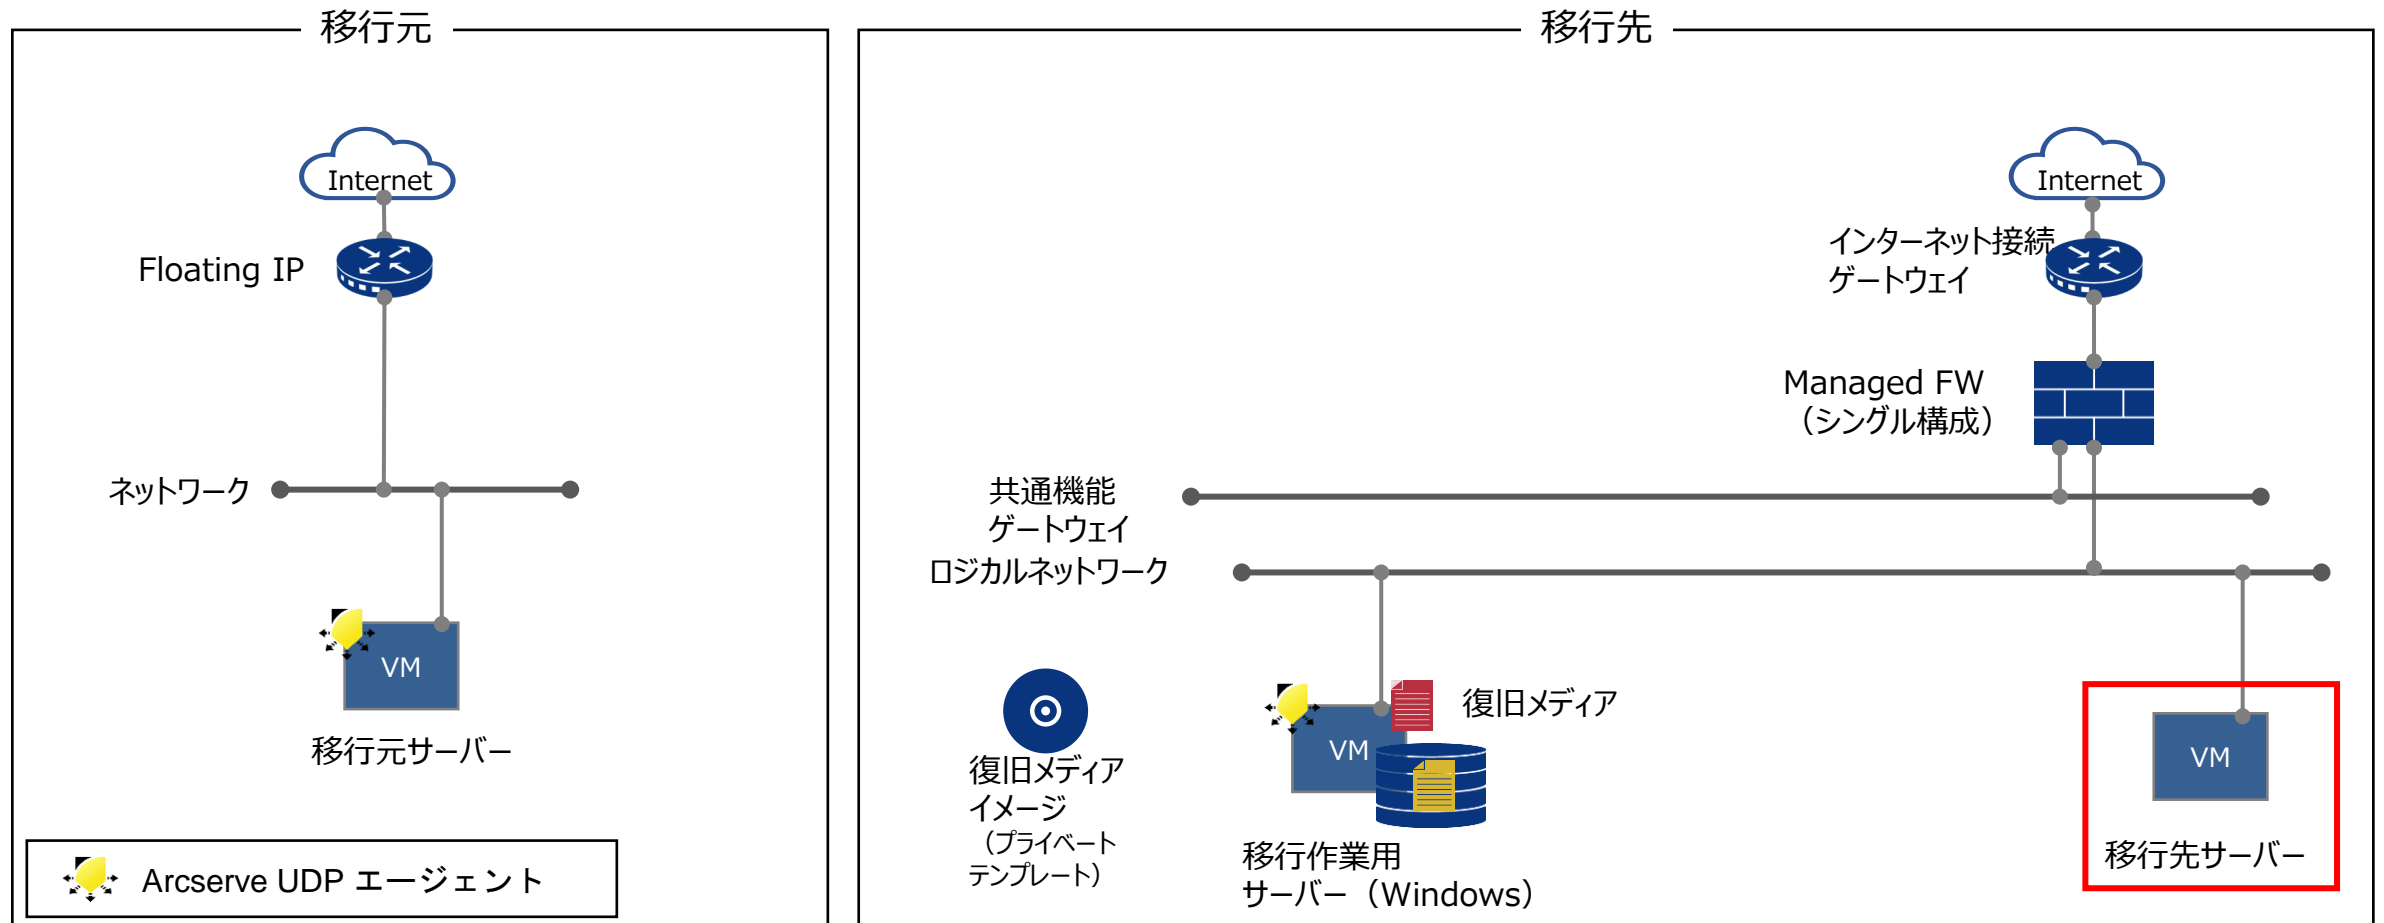 移行元
Internet
Floating IP
ネットワーク
VM
移行元サーバー
Arcserve UDP エージェント
移行先
Internet
インターネット接続
ゲートウェイ
Managed FW
（シングル構成）
共通機能
ゲートウェイ
ロジカルネットワーク
復旧メディア
イメージ
（プライベート
テンプレート）
VM
復旧メディア
移行作業用
サーバー（Windows）
VM
移行先サーバー